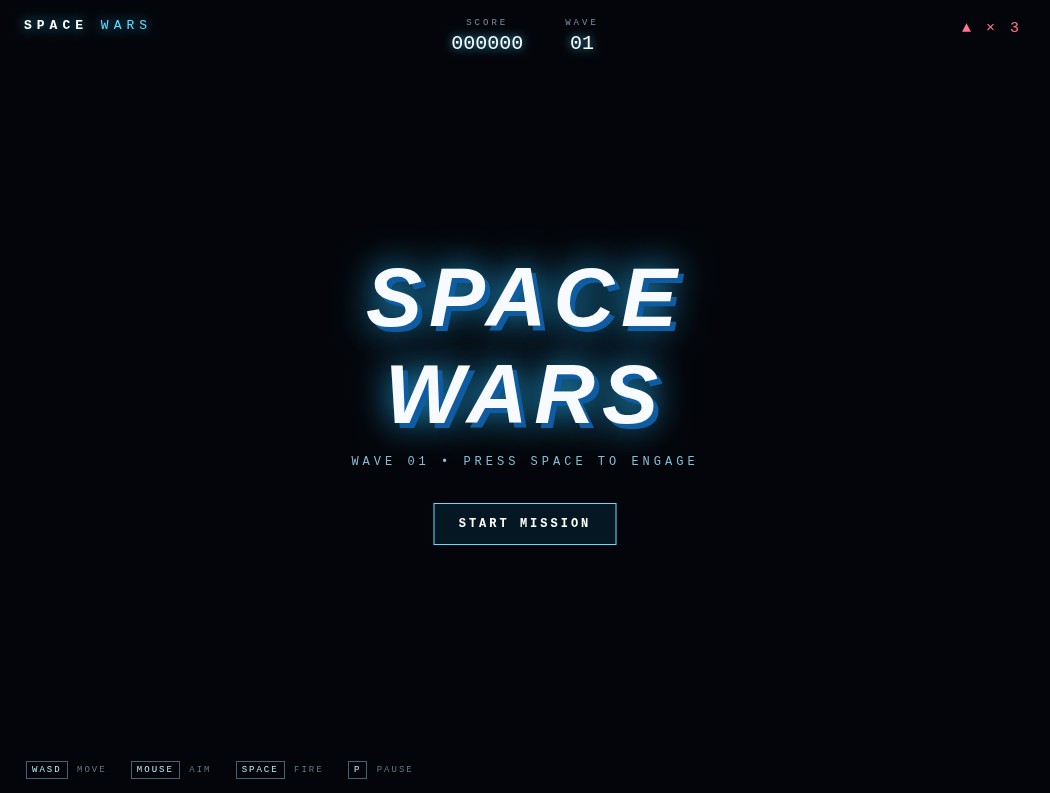 SPACE WARS
SCORE
000000
WAVE
01
▲ × 3
SPACE
WARS
WAVE 01 • PRESS SPACE TO ENGAGE
START MISSION
WASD MOVE MOUSE AIM SPACE FIRE P PAUSE